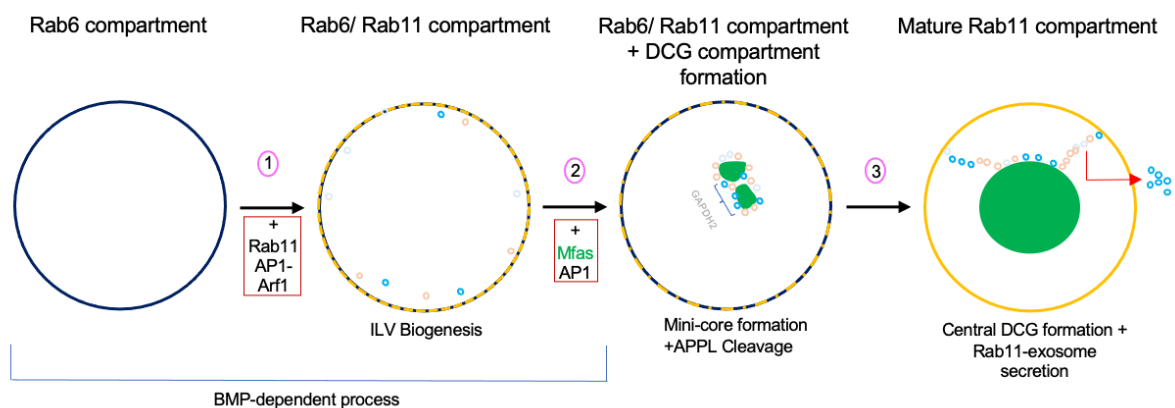 Rab6 compartment
Rab6/ Rab11 compartment
Rab6/ Rab11 compartment
+ DCG compartment
formation
Mature Rab11 compartment
1
+
Rab11
AP1-
Arf1
2
+
Mfas
AP1
GAPDH2
3
ILV Biogenesis
Mini-core formation
+APPL Cleavage
Central DCG formation +
Rab11-exosome
secretion
BMP-dependent process